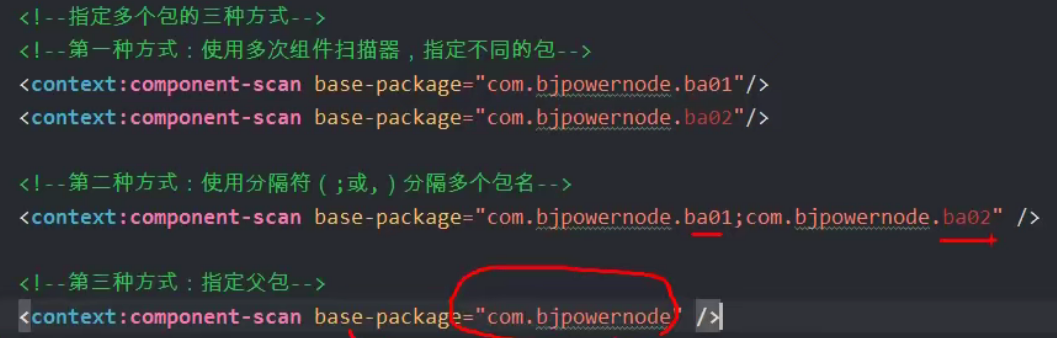 <!--指定多个包的三种方式-->
<!--第一种方式：使用多次组件扫描器，指定不同的包-->
<context:component-scan base-package="com.bjpowernode.ba01"/>
<context:component-scan base-package="com.bjpowernode.ba02"/>
<!--第二种方式：使用分隔符（;或,）分隔多个包名-->
<context:component-scan base-package="com.bjpowernode.ba01;com.bjpowernode.ba02" />
<!--第三种方式：指定父包-->
<context:component-scan base-package="com.bjpowernode" />